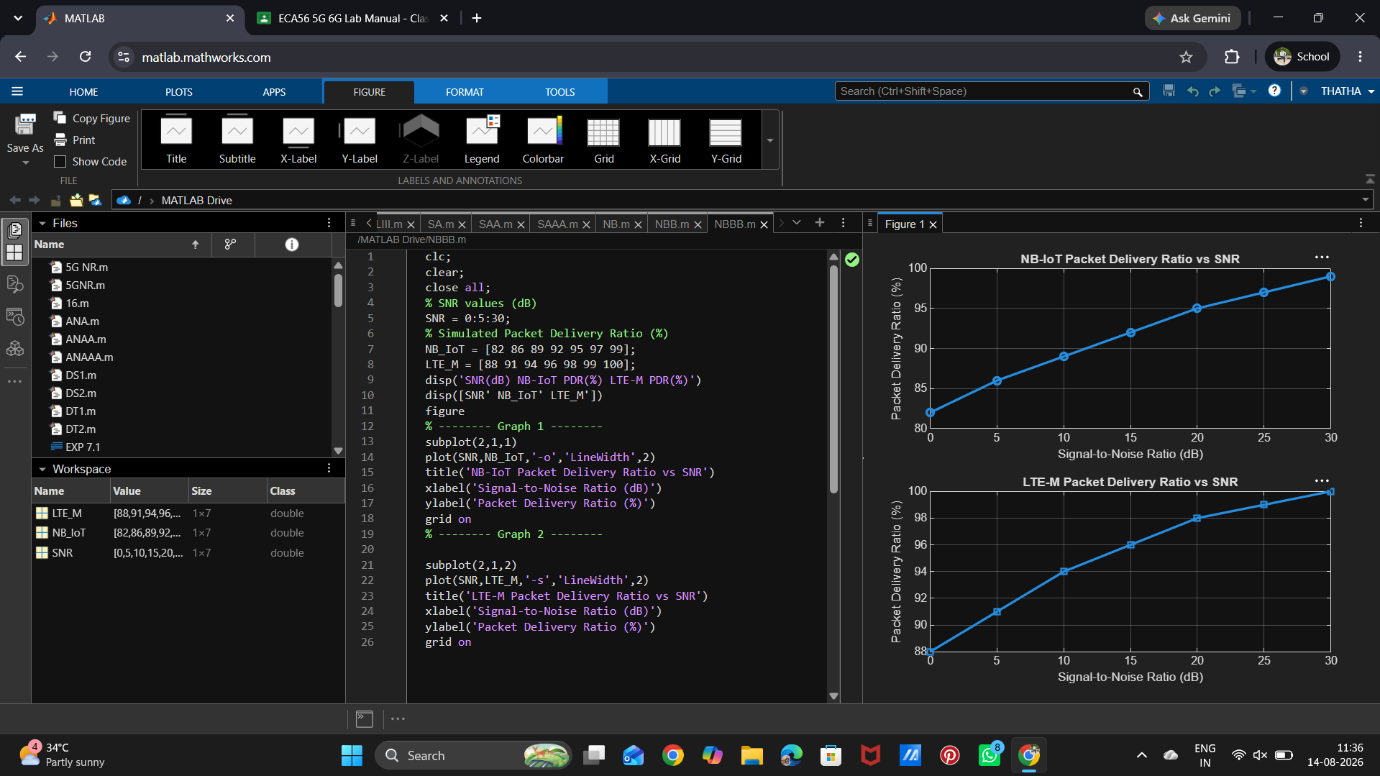 MATLAB
ECA56 5G 6G Lab Manual - Clas
Ask Gemini
matlab.mathworks.com
School
HOME PLOTS APPS FIGURE FORMAT TOOLS
Search (Ctrl+Shift+Space)
THATHA
Save As
Copy Figure
Print
Show Code
FILE
Title Subtitle X-Label Y-Label Z-Label Legend Colorbar Grid X-Grid Y-Grid
LABELS AND ANNOTATIONS
/ > MATLAB Drive
Files
Name
5G NR.m
5GNR.m
16.m
ANA.m
ANAA.m
ANAAA.m
DS1.m
DS2.m
DT1.m
DT2.m
EXP 7.1
Workspace
Name Value Size Class
LTE_M [88,91,94,96,... 1×7 double
NB_IoT [82,86,89,92,... 1×7 double
SNR [0,5,10,15,20,... 1×7 double
LIII.m SA.m SAA.m SAAA.m NB.m NBB.m NBBB.m
/MATLAB Drive/NBBB.m
1 clc;
2 clear;
3 close all;
4 % SNR values (dB)
5 SNR = 0:5:30;
6 % Simulated Packet Delivery Ratio (%)
7 NB_IoT = [82 86 89 92 95 97 99];
8 LTE_M = [88 91 94 96 98 99 100];
9 disp('SNR(dB) NB-IoT PDR(%) LTE-M PDR(%)')
10 disp([SNR' NB_IoT' LTE_M'])
11 figure
12 % -------- Graph 1 --------
13 subplot(2,1,1)
14 plot(SNR,NB_IoT,'-o','LineWidth',2)
15 title('NB-IoT Packet Delivery Ratio vs SNR')
16 xlabel('Signal-to-Noise Ratio (dB)')
17 ylabel('Packet Delivery Ratio (%)')
18 grid on
19 % -------- Graph 2 --------
20
21 subplot(2,1,2)
22 plot(SNR,LTE_M,'-s','LineWidth',2)
23 title('LTE-M Packet Delivery Ratio vs SNR')
24 xlabel('Signal-to-Noise Ratio (dB)')
25 ylabel('Packet Delivery Ratio (%)')
26 grid on
Figure 1
NB-IoT Packet Delivery Ratio vs SNR
Packet Delivery Ratio (%)
100
95
90
85
80
0 5 10 15 20 25 30
Signal-to-Noise Ratio (dB)
LTE-M Packet Delivery Ratio vs SNR
Packet Delivery Ratio (%)
100
98
96
94
92
90
88
0 5 10 15 20 25 30
Signal-to-Noise Ratio (dB)
4
34°C
Partly sunny
Search
8
ENG
IN
11:36
14-08-2026